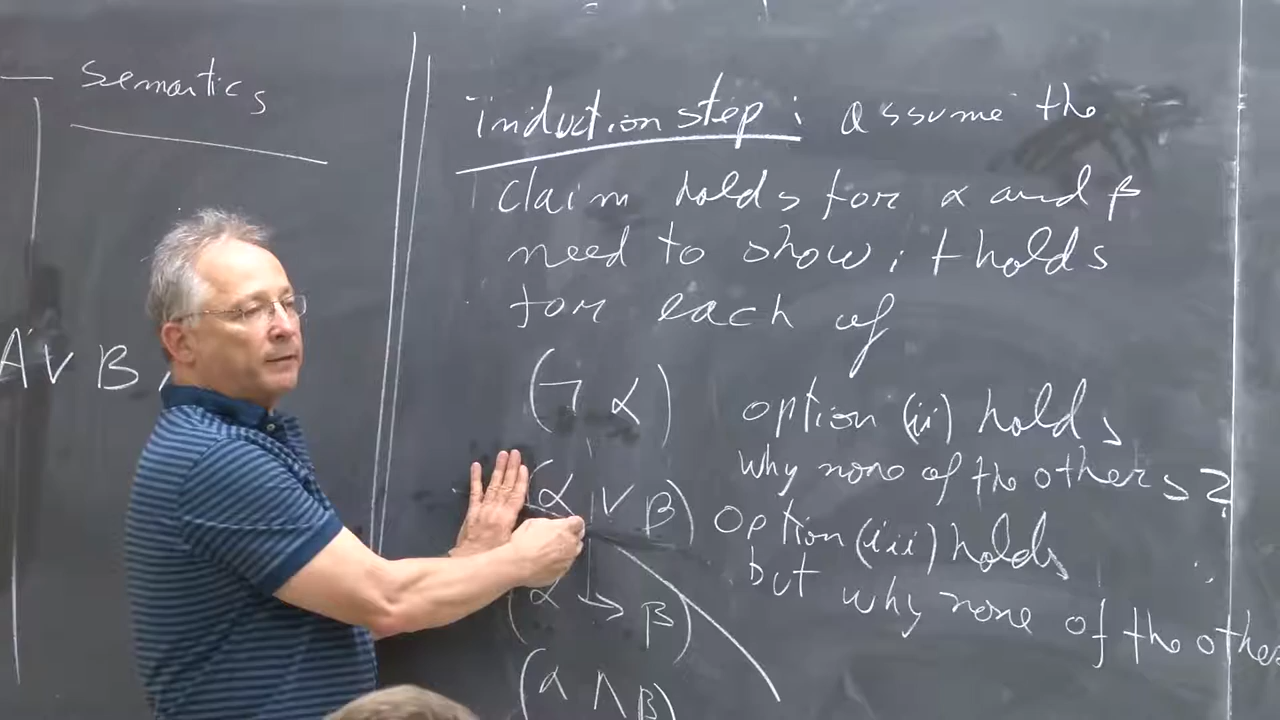 — Semantics
A ∨ B
induction step : assume the
claim holds for α and β
need to show : it holds
for each of
(¬ α)
option (ii) holds
why none of the others?
(α ∨ β)
option (iii) holds
but why none of the other
(α → β)
(α ∧ β)